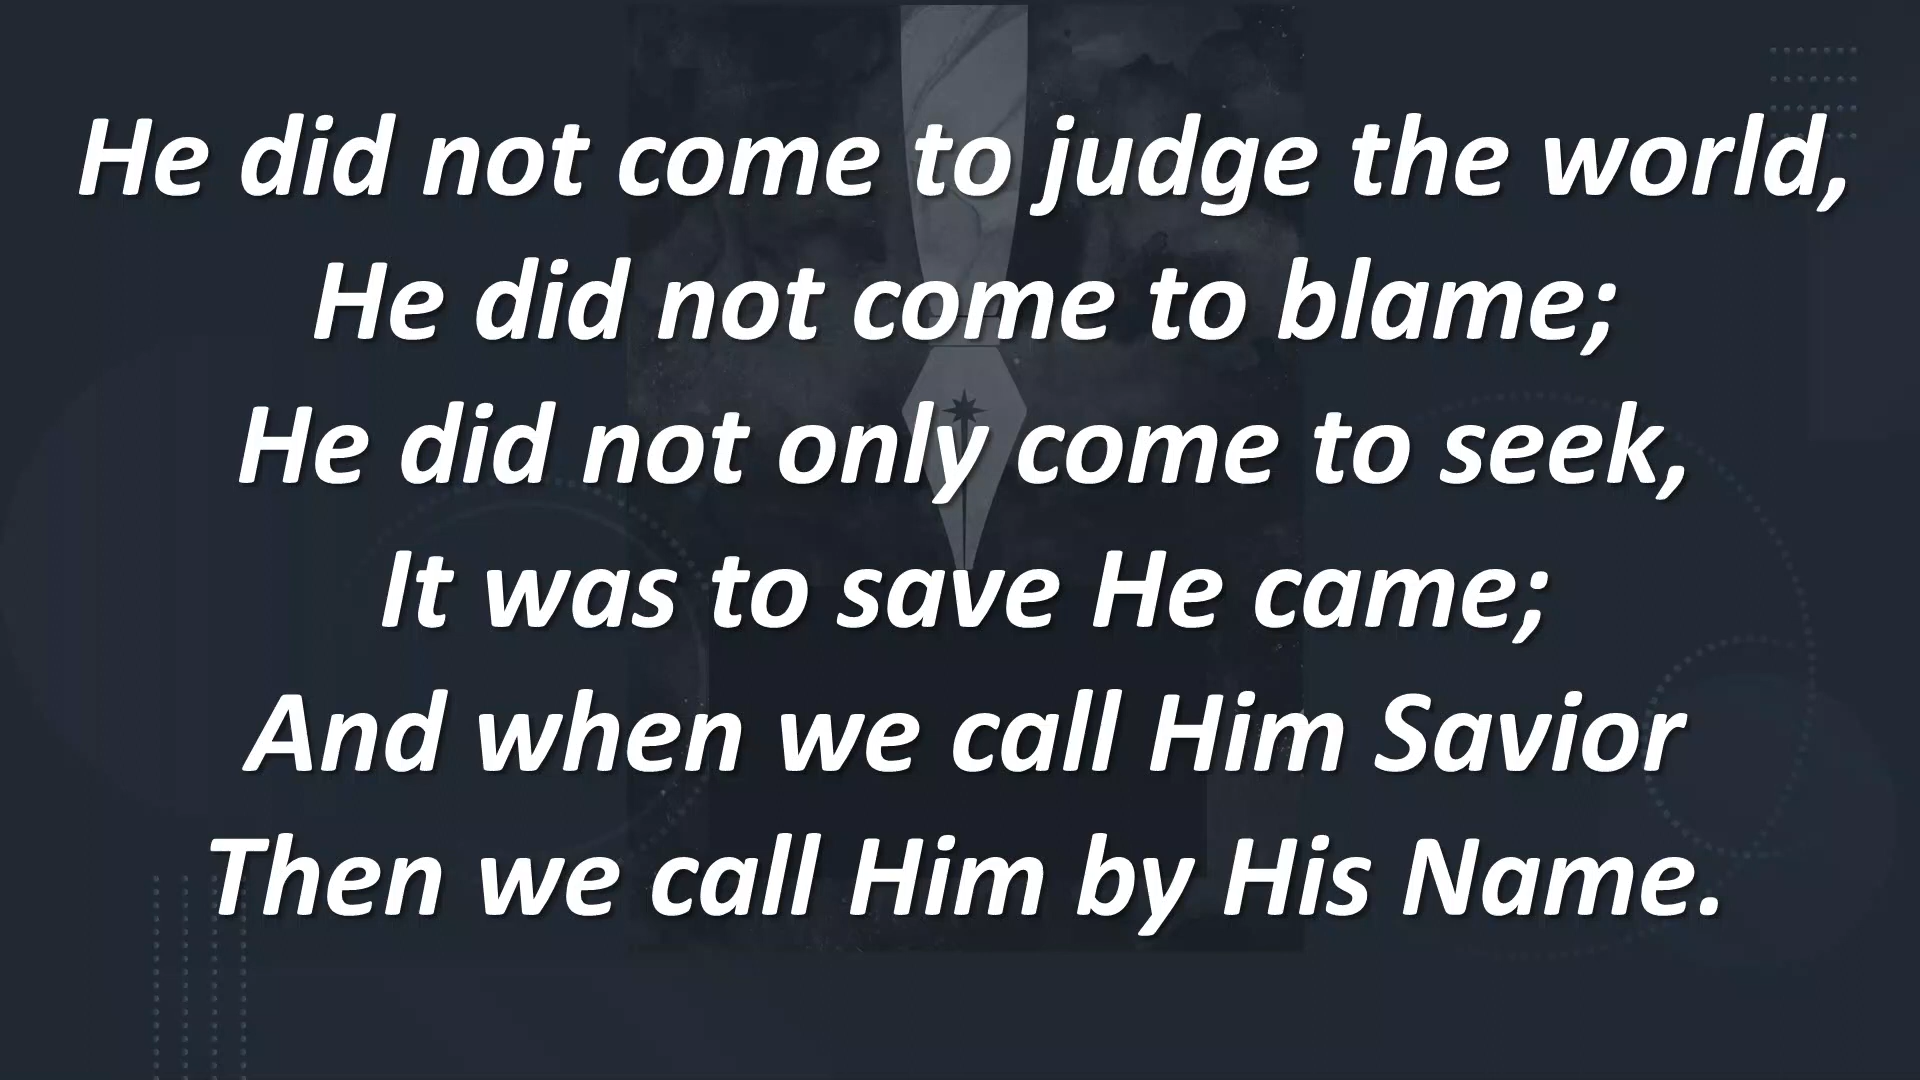 He did not come to judge the world,
He did not come to blame;
He did not only come to seek,
It was to save He came;
And when we call Him Savior
Then we call Him by His Name.